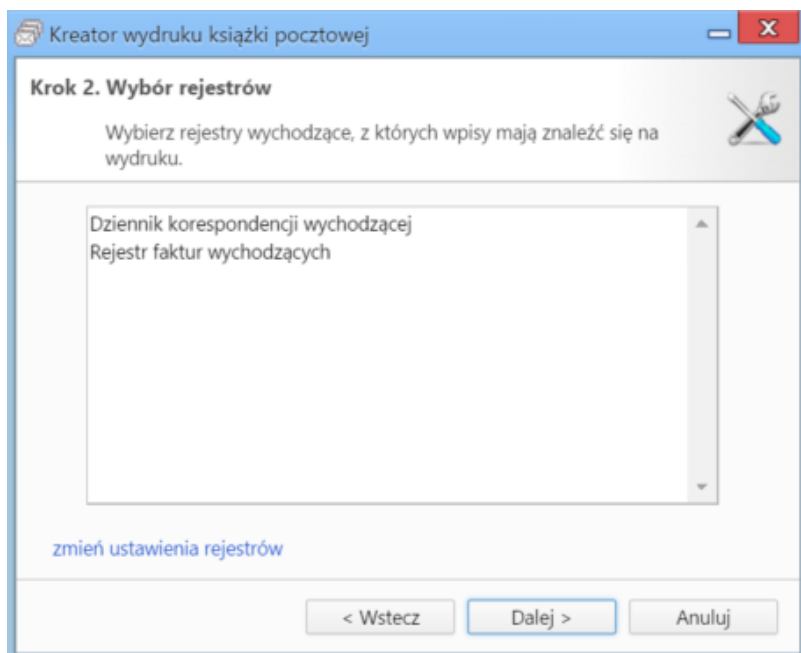 Kreator wydruku książki pocztowej
Krok 2. Wybór rejestrów
Wybierz rejestry wychodzące, z których wpisy mają znaleźć się na
wydruku.
Dziennik korespondencji wychodzącej
Rejestr faktur wychodzących
zmień ustawienia rejestrów
< Wstecz
Dalej >
Anuluj